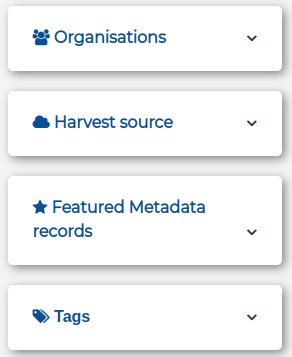 Organisations
Harvest source
Featured Metadata
records
Tags